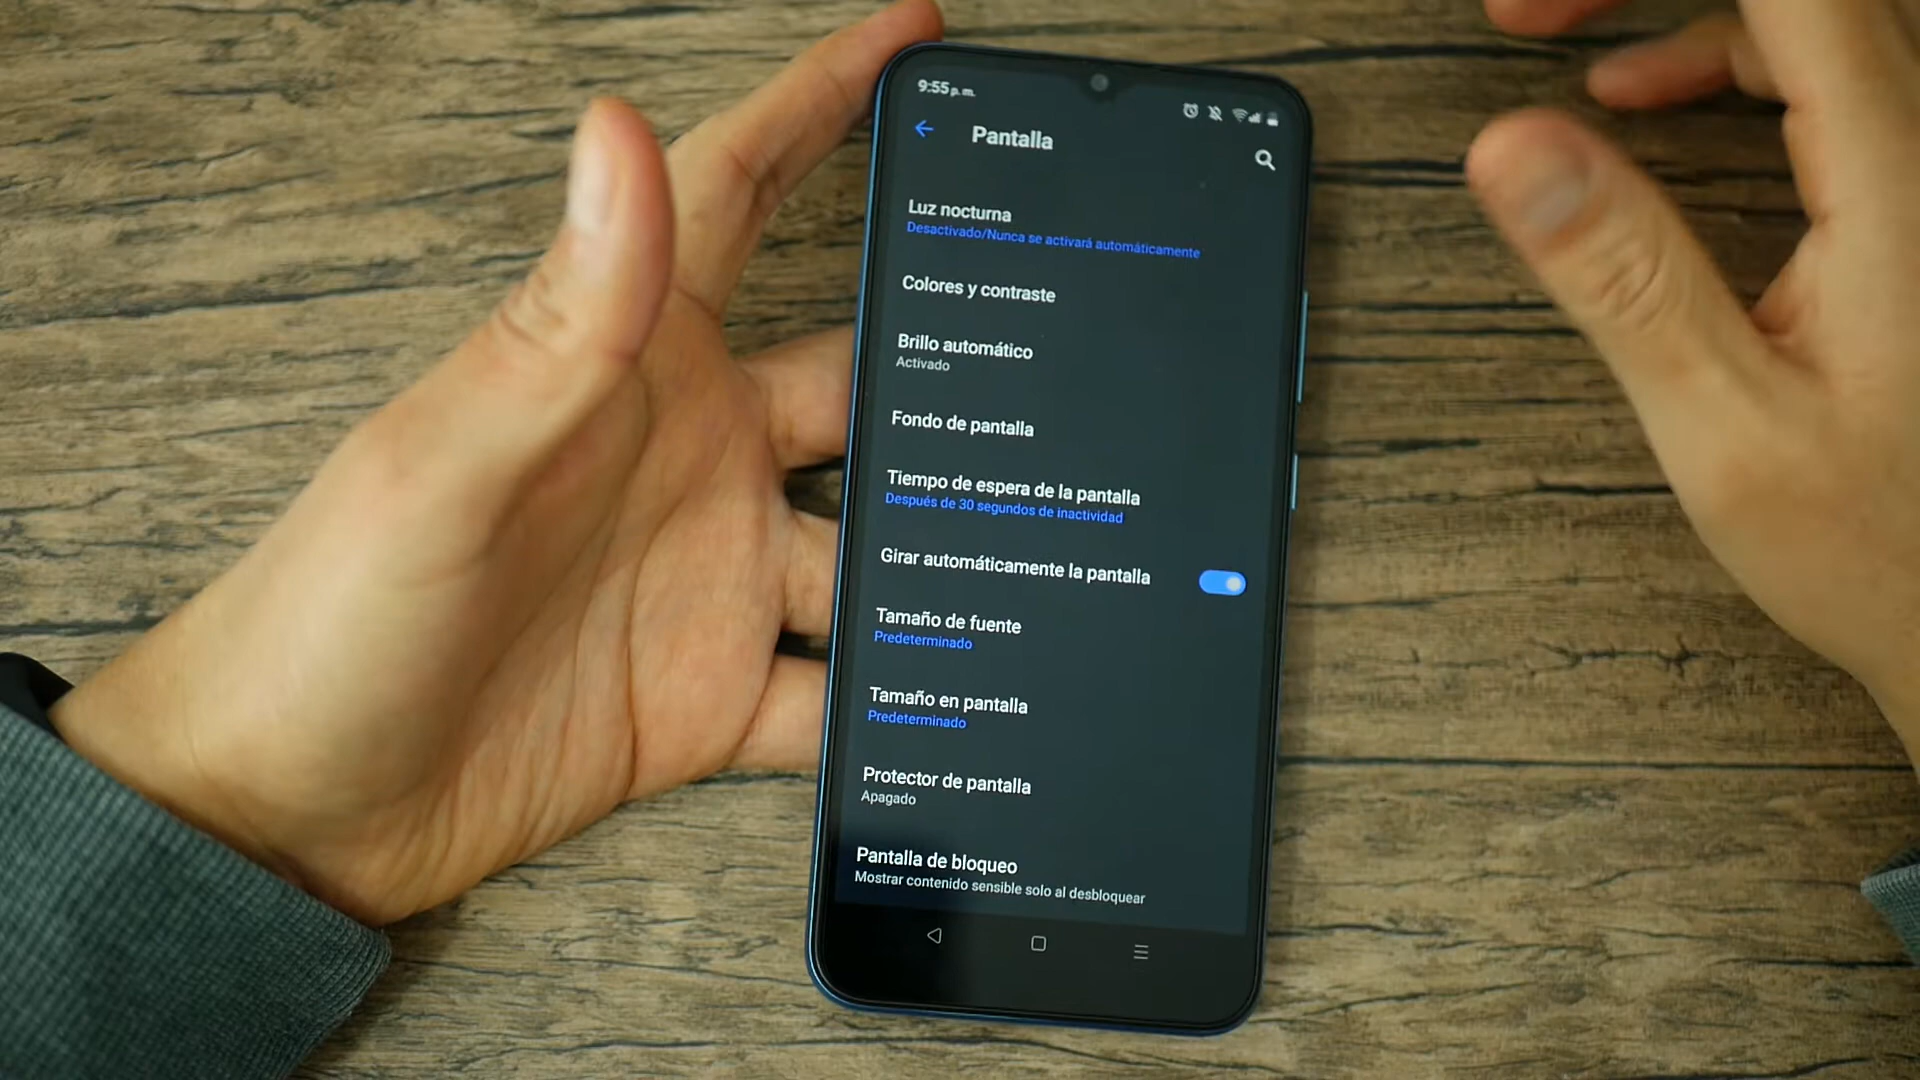 9:55 p. m.
Pantalla
Luz nocturna
Desactivado/Nunca se activará automáticamente
Colores y contraste
Brillo automático
Activado
Fondo de pantalla
Tiempo de espera de la pantalla
Después de 30 segundos de inactividad
Girar automáticamente la pantalla
Tamaño de fuente
Predeterminado
Tamaño en pantalla
Predeterminado
Protector de pantalla
Apagado
Pantalla de bloqueo
Mostrar contenido sensible solo al desbloquear